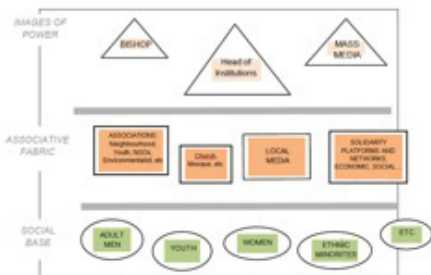 IMAGES OF
POWER
BISHOP
Head of
Institutions
MASS
MEDIA
ASSOCIATIVE
FABRIC
ASSOCIATIONS:
Neighbourhood,
Youth, NGOs,
Environmentalist, etc
Church,
Mosque, etc.
LOCAL
MEDIA
SOLIDARITY
PLATFORMS AND
NETWORKS,
ECONOMIC, SOCIAL...
SOCIAL
BASE
ADULT
MEN
YOUTH
WOMEN
ETHNIC
MINORITES
ETC.